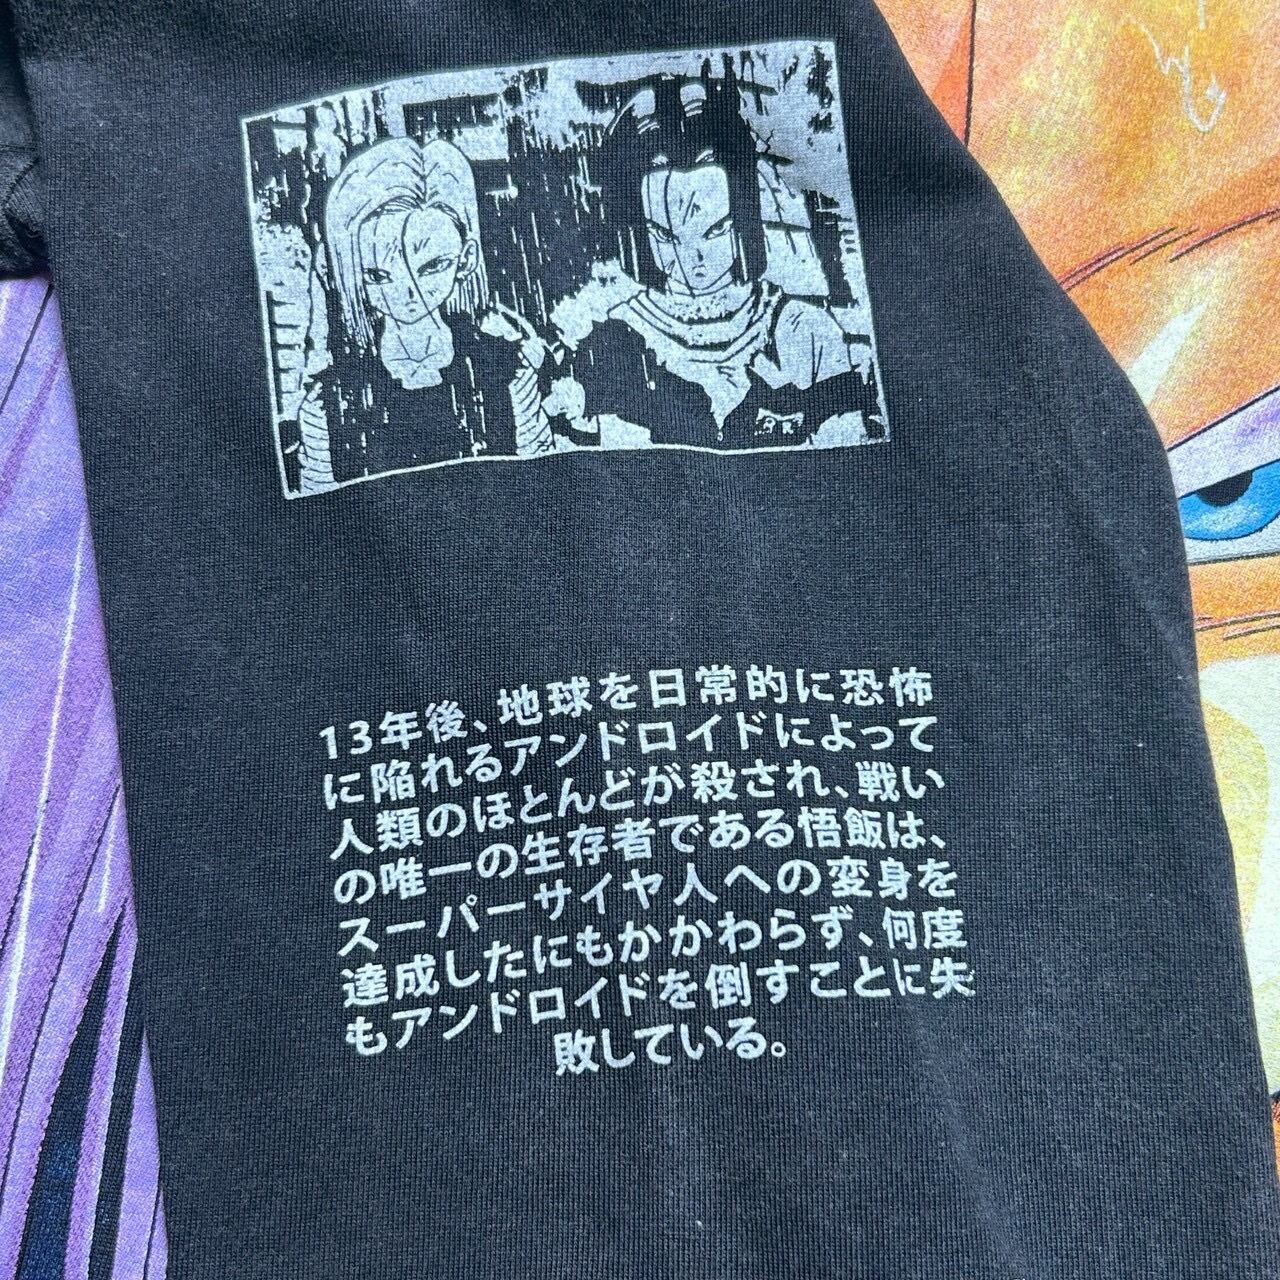 13年後、地球を日常的に恐怖
に陥れるアンドロイドによって
人類のほとんどが殺され、戦い
の唯一の生存者である悟飯は、
スーパーサイヤ人への変身を
達成したにもかかわらず、何度
もアンドロイドを倒すことに失
敗している。